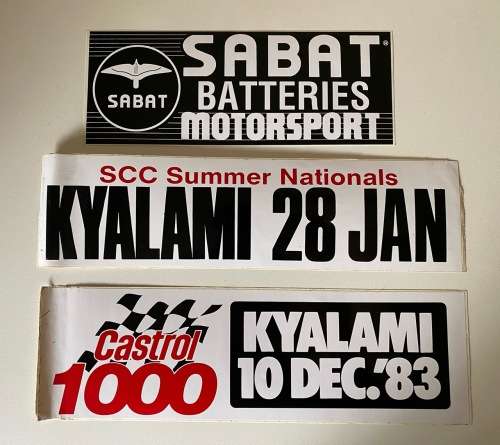 SABAT®
SABAT
BATTERIES
MOTORSPORT
SCC Summer Nationals
KYALAMI 28 JAN
Castrol
1000
KYALAMI
10 DEC.'83